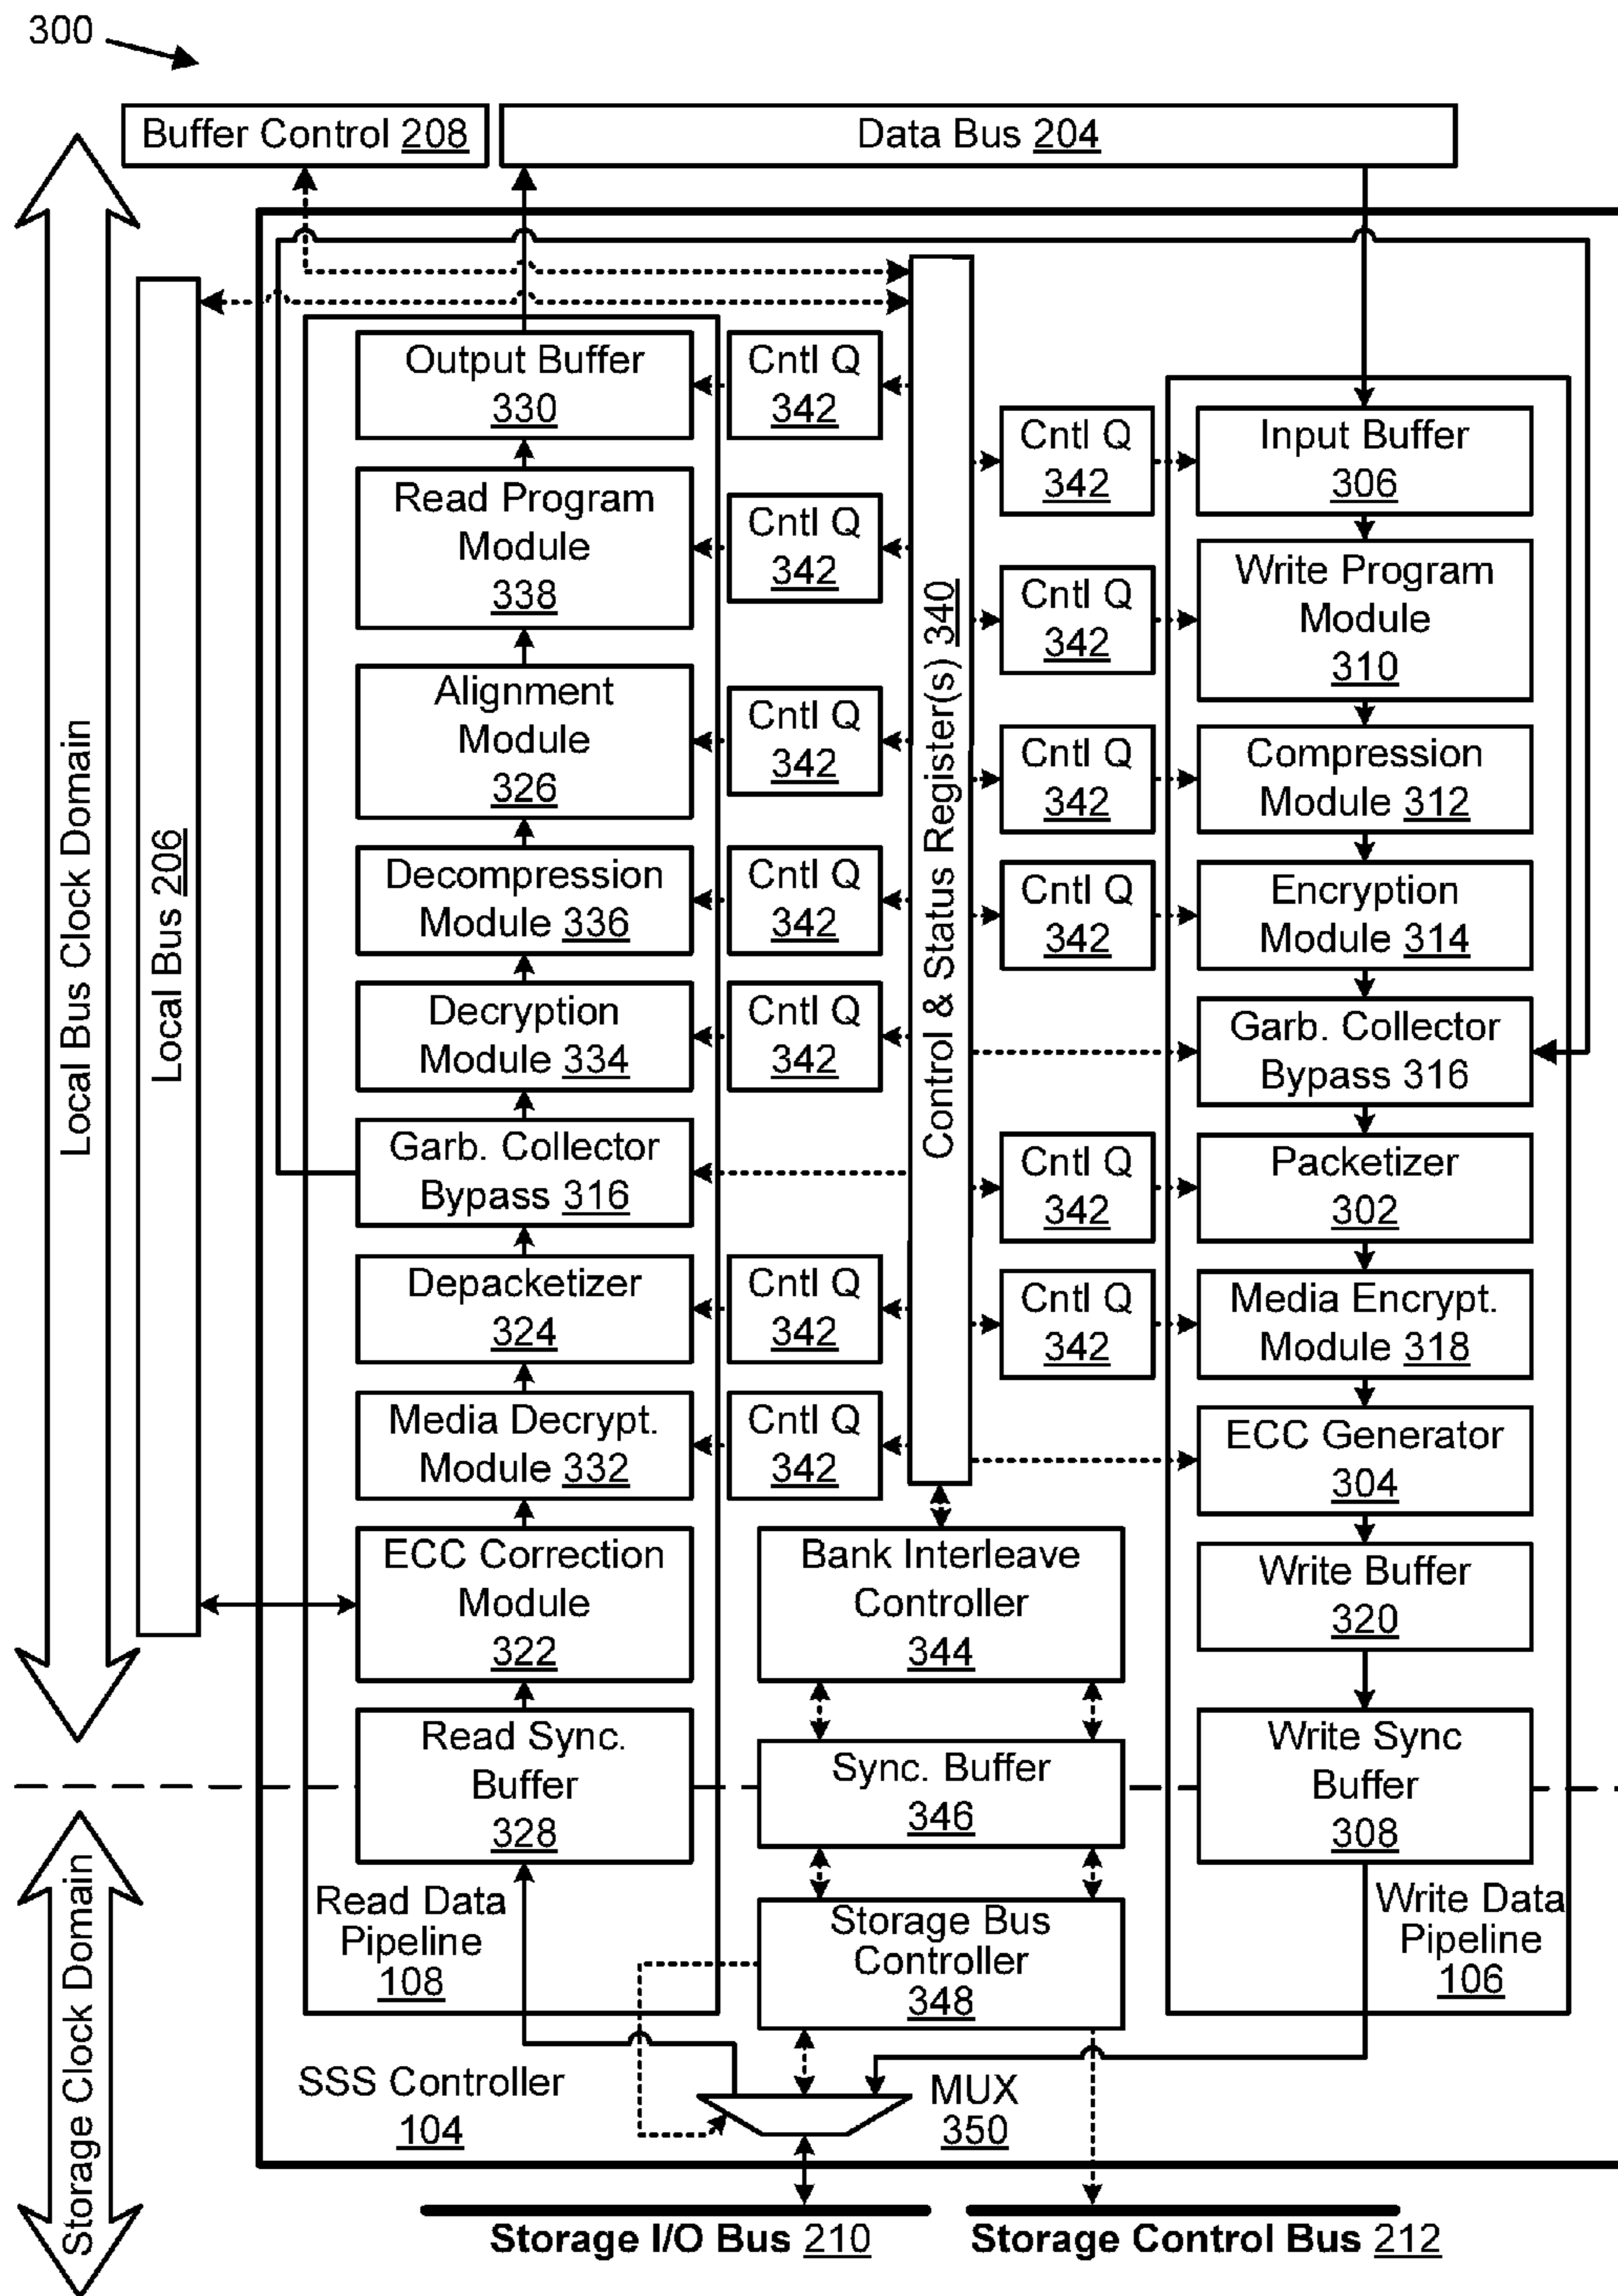 300
Buffer Control 208
Data Bus 204
Local Bus Clock Domain
Local Bus 206
Output Buffer
330
Cntl Q
342
Read Program
Module
338
Cntl Q
342
Alignment
Module
326
Cntl Q
342
Decompression
Module 336
Cntl Q
342
Decryption
Module 334
Cntl Q
342
Garb. Collector
Bypass 316
Depacketizer
324
Cntl Q
342
Media Decrypt.
Module 332
Cntl Q
342
ECC Correction
Module
322
Read Sync.
Buffer
328
Read Data
Pipeline
108
Control & Status Register(s) 340
Bank Interleave
Controller
344
Sync. Buffer
346
Storage Bus
Controller
348
Cntl Q
342
Input Buffer
306
Cntl Q
342
Write Program
Module
310
Cntl Q
342
Compression
Module 312
Cntl Q
342
Encryption
Module 314
Garb. Collector
Bypass 316
Cntl Q
342
Packetizer
302
Cntl Q
342
Media Encrypt.
Module 318
ECC Generator
304
Write Buffer
320
Write Sync
Buffer
308
Write Data
Pipeline
106
Storage Clock Domain
SSS Controller
104
MUX
350
Storage I/O Bus 210
Storage Control Bus 212